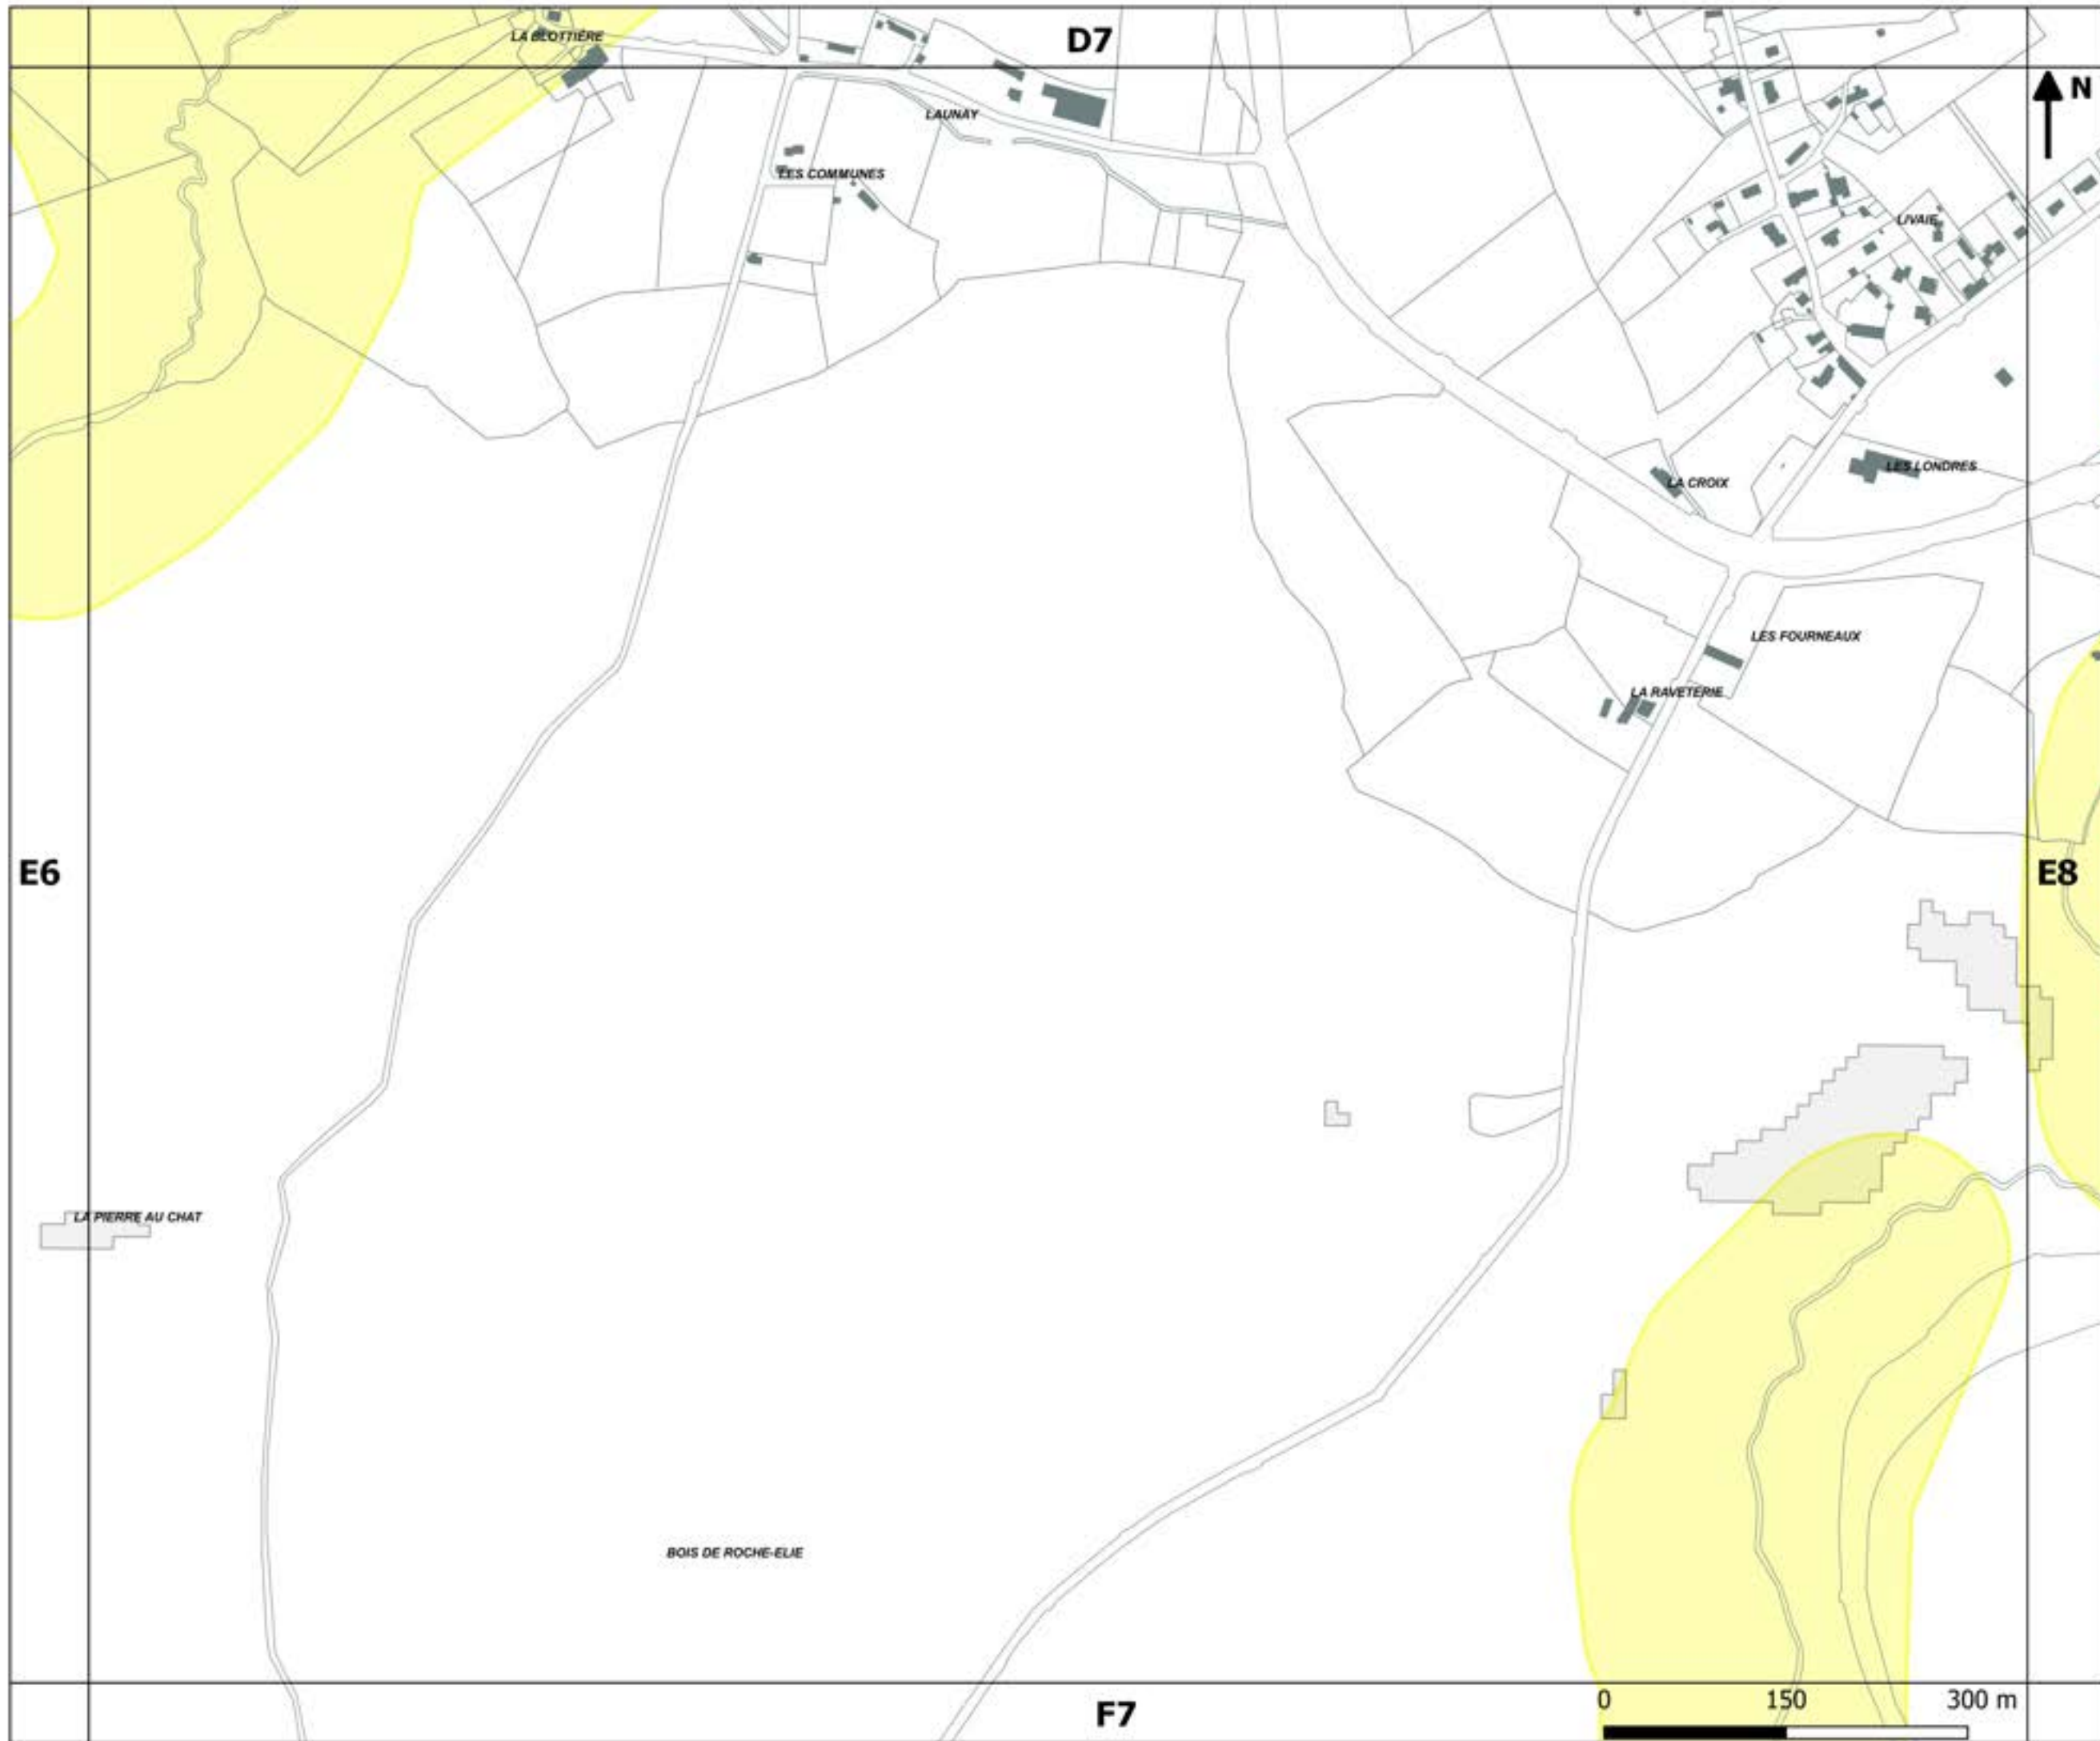 LA BLOTTIÈRE
D7
N
LAUNAY
LES COMMUNES
LIVAIE
LES LONDRES
LA CROIX
LES FOURNEAUX
LA RAVETERIE
E6
E8
LA PIERRE AU CHAT
BOIS DE ROCHE-ELIE
0 150 300 m
F7